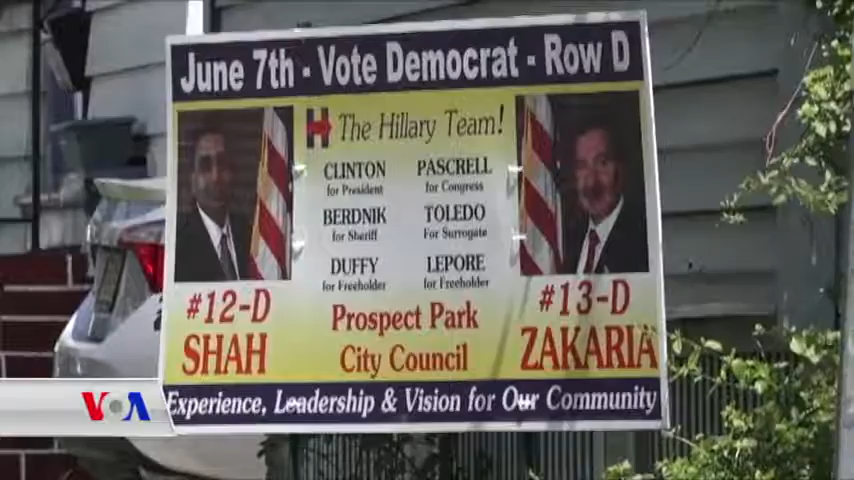 June 7th - Vote Democrat - Row D
The Hillary Team!
CLINTON
for President
PASCRELL
for Congress
BERDNIK
for Sheriff
TOLEDO
For Surrogate
DUFFY
for Freeholder
LEPORE
for Freeholder
#12-D
SHAH
Prospect Park
City Council
#13-D
ZAKARIA
Experience, Leadership & Vision for Our Community
VOA